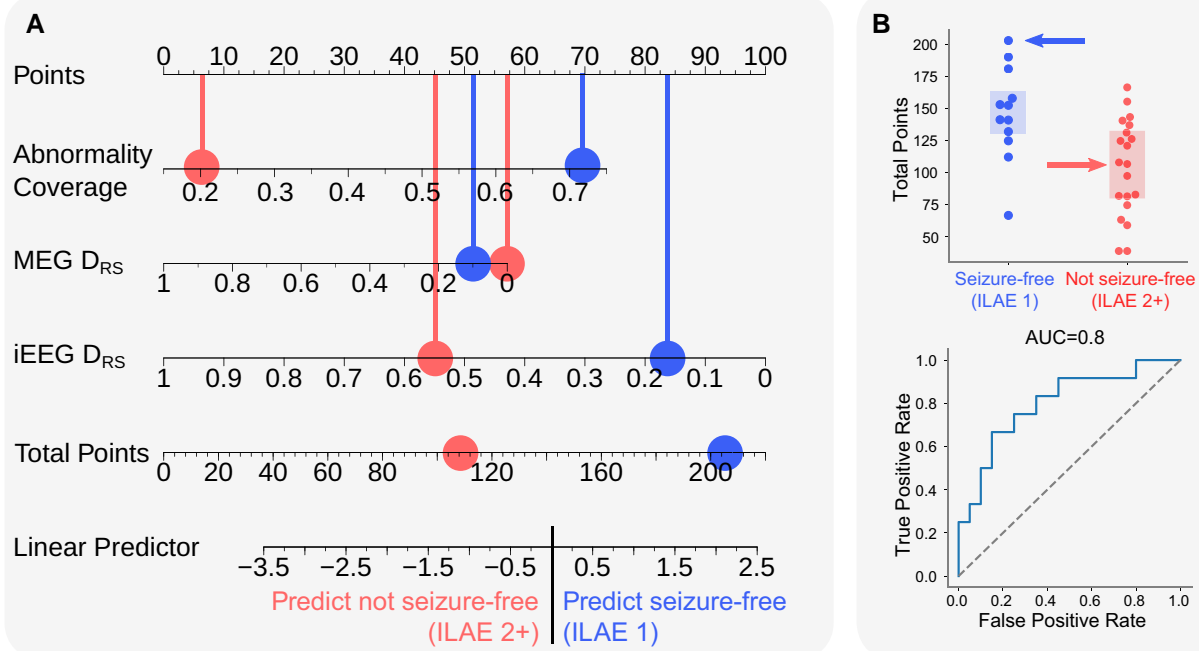 A
Points
0 10 20 30 40 50 60 70 80 90 100
Abnormality
Coverage
0.2 0.3 0.4 0.5 0.6 0.7
MEG D_RS
1 0.8 0.6 0.4 0.2 0
iEEG D_RS
1 0.9 0.8 0.7 0.6 0.5 0.4 0.3 0.2 0.1 0
Total Points
0 20 40 60 80 120 160 200
Linear Predictor
−3.5 −2.5 −1.5 −0.5 0.5 1.5 2.5
Predict not seizure-free
(ILAE 2+)
Predict seizure-free
(ILAE 1)
B
Total Points
200
175
150
125
100
75
50
Seizure-free
(ILAE 1)
Not seizure-free
(ILAE 2+)
AUC=0.8
True Positive Rate
1.0
0.8
0.6
0.4
0.2
0.0
0.0 0.2 0.4 0.6 0.8 1.0
False Positive Rate